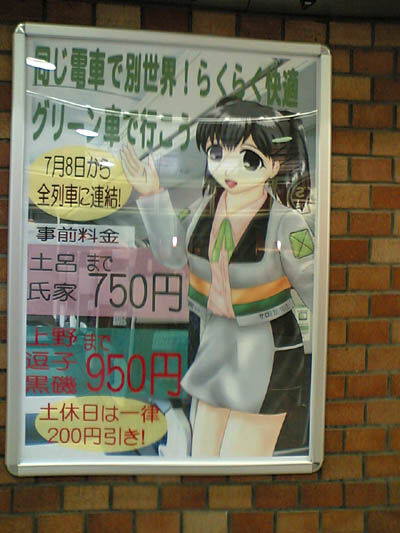 同じ電車で別世界！らくらく快適
グリーン車で行こう
7月8日から
全列車に連結!
事前料金
土呂まで
氏家
750円
上野まで
逗子
黒磯
950円
土休日は一律
200円引き!